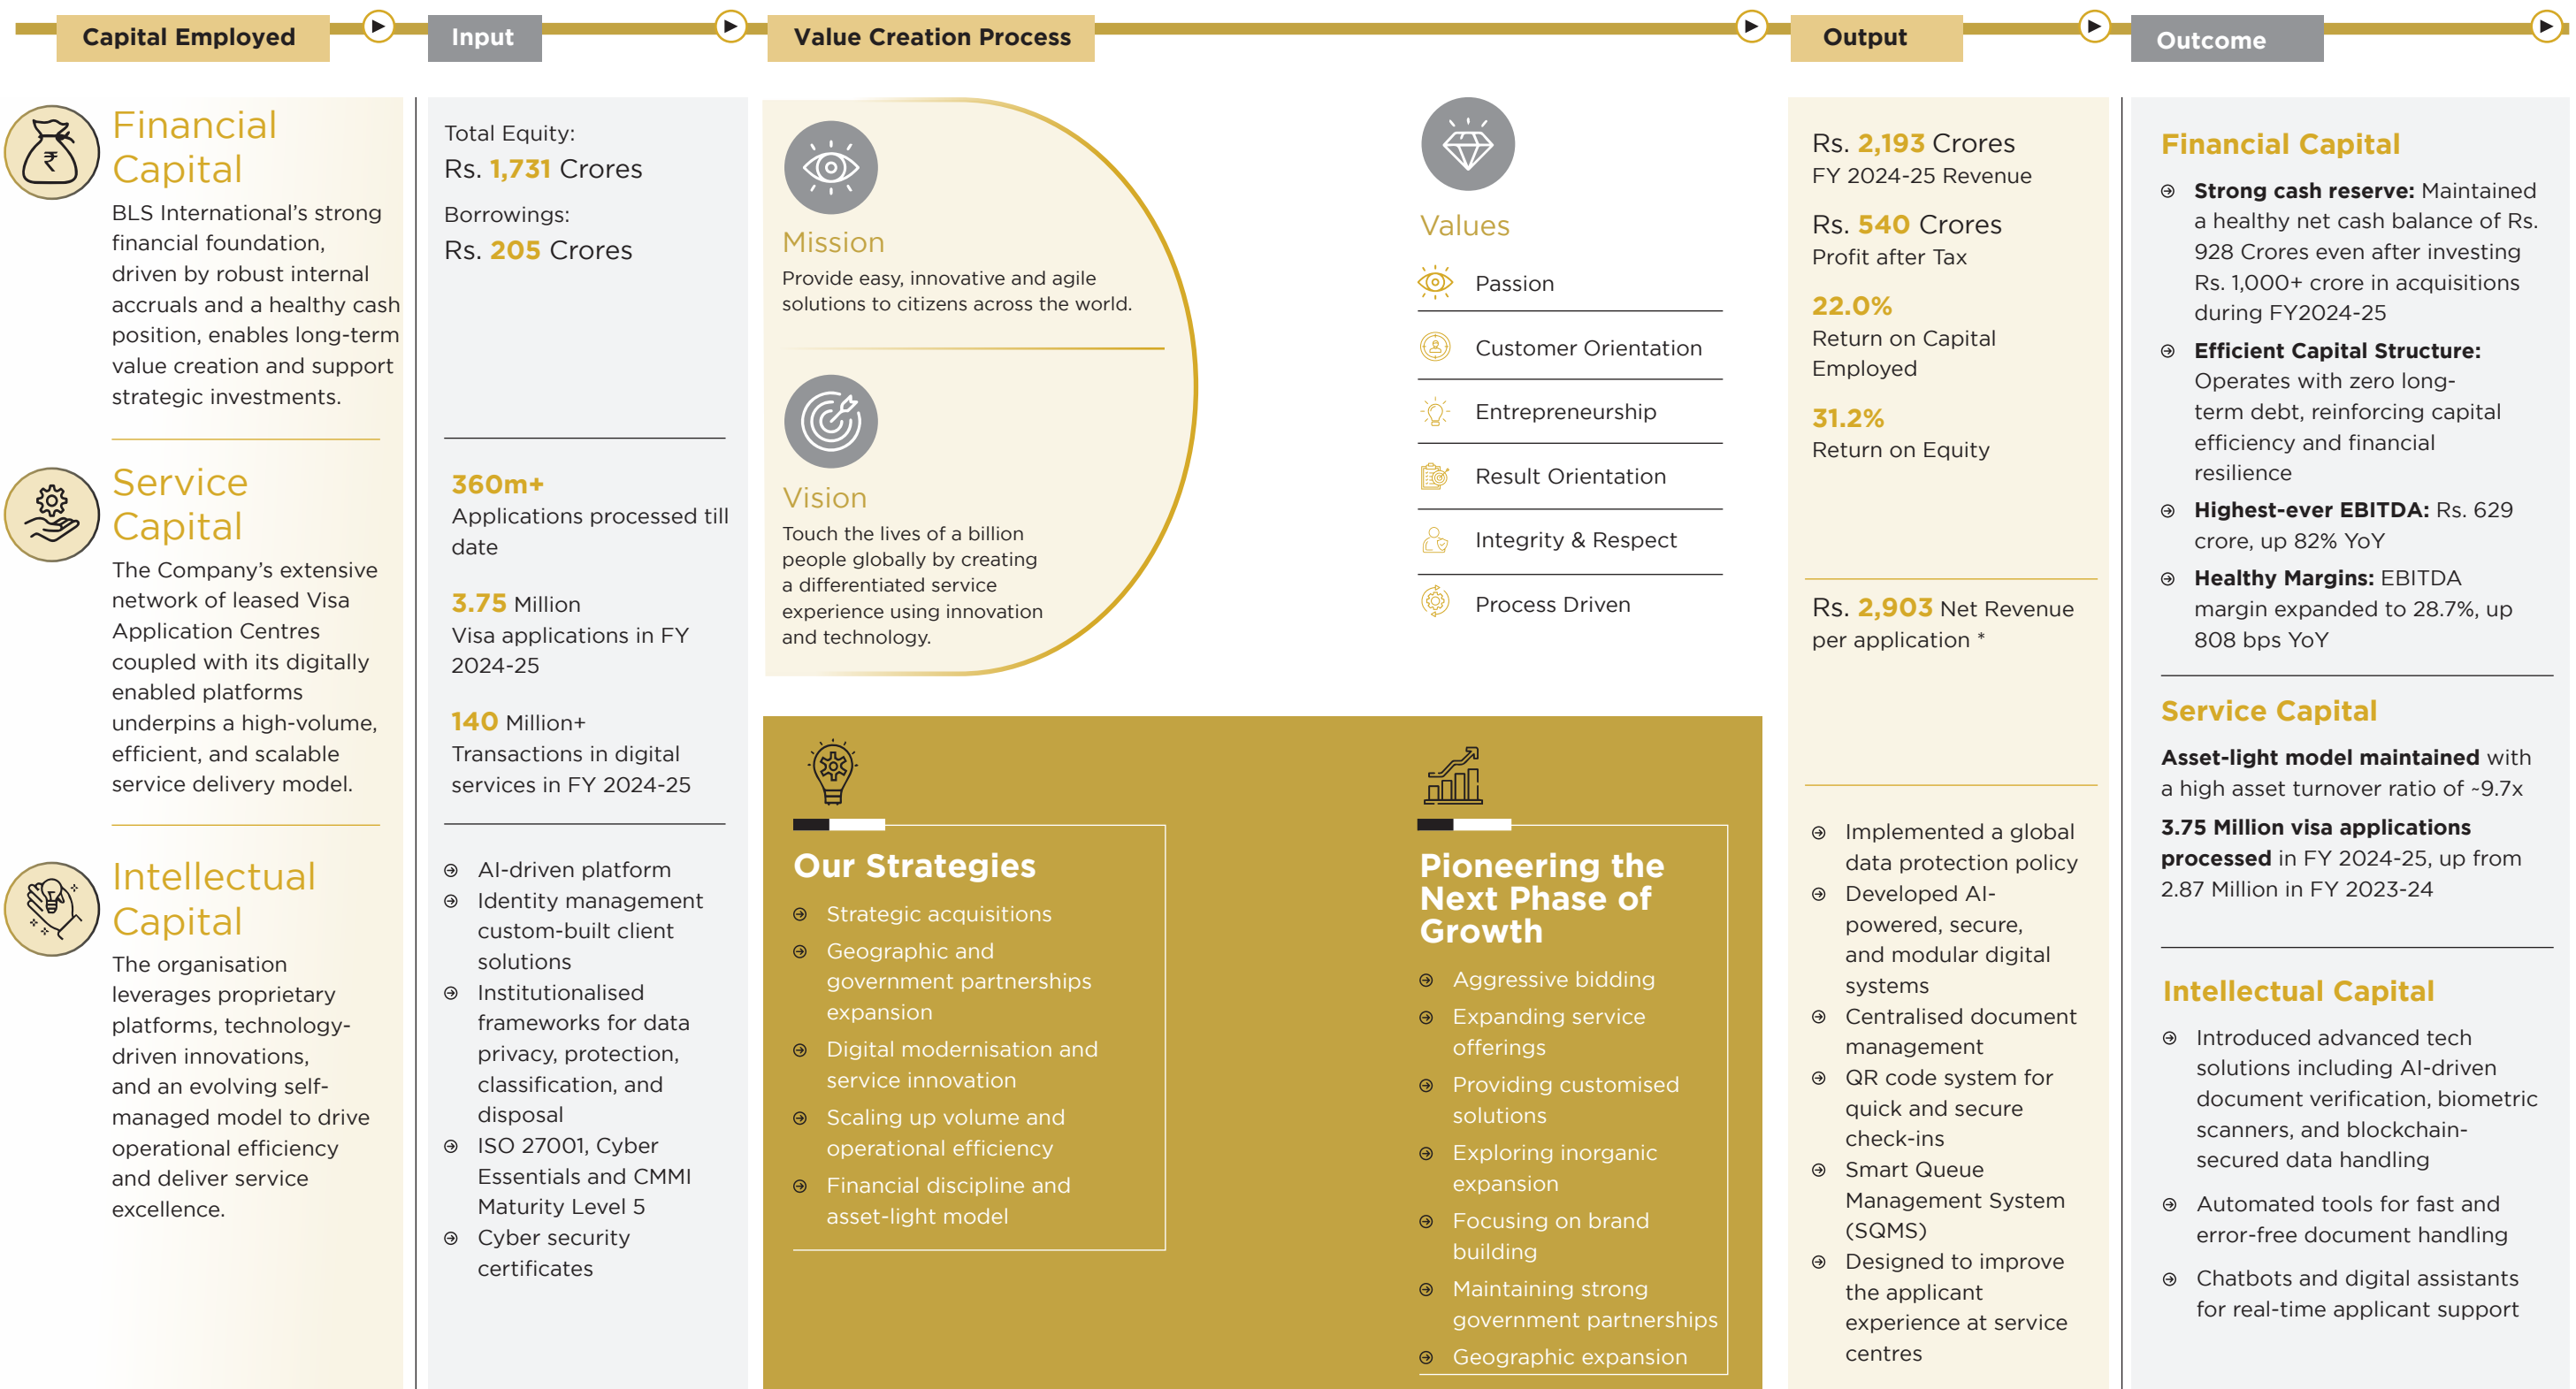 Capital Employed
Input
Value Creation Process
Output
Outcome
Financial
Capital
BLS International’s strong
financial foundation,
driven by robust internal
accruals and a healthy cash
position, enables long-term
value creation and support
strategic investments.
Service
Capital
The Company’s extensive
network of leased Visa
Application Centres
coupled with its digitally
enabled platforms
underpins a high-volume,
efficient, and scalable
service delivery model.
Intellectual
Capital
The organisation
leverages proprietary
platforms, technology-
driven innovations,
and an evolving self-
managed model to drive
operational efficiency
and deliver service
excellence.
Total Equity:
Rs. 1,731 Crores
Borrowings:
Rs. 205 Crores
360m+
Applications processed till
date
3.75 Million
Visa applications in FY
2024-25
140 Million+
Transactions in digital
services in FY 2024-25
AI-driven platform
Identity management
custom-built client
solutions
Institutionalised
frameworks for data
privacy, protection,
classification, and
disposal
ISO 27001, Cyber
Essentials and CMMI
Maturity Level 5
Cyber security
certificates
Mission
Provide easy, innovative and agile
solutions to citizens across the world.
Vision
Touch the lives of a billion
people globally by creating
a differentiated service
experience using innovation
and technology.
Values
Passion
Customer Orientation
Entrepreneurship
Result Orientation
Integrity & Respect
Process Driven
Our Strategies
Strategic acquisitions
Geographic and
government partnerships
expansion
Digital modernisation and
service innovation
Scaling up volume and
operational efficiency
Financial discipline and
asset-light model
Pioneering the
Next Phase of
Growth
Aggressive bidding
Expanding service
offerings
Providing customised
solutions
Exploring inorganic
expansion
Focusing on brand
building
Maintaining strong
government partnerships
Geographic expansion
Rs. 2,193 Crores
FY 2024-25 Revenue
Rs. 540 Crores
Profit after Tax
22.0%
Return on Capital
Employed
31.2%
Return on Equity
Rs. 2,903 Net Revenue
per application *
Implemented a global
data protection policy
Developed AI-
powered, secure,
and modular digital
systems
Centralised document
management
QR code system for
quick and secure
check-ins
Smart Queue
Management System
(SQMS)
Designed to improve
the applicant
experience at service
centres
Financial Capital
Strong cash reserve: Maintained
a healthy net cash balance of Rs.
928 Crores even after investing
Rs. 1,000+ crore in acquisitions
during FY2024-25
Efficient Capital Structure:
Operates with zero long-
term debt, reinforcing capital
efficiency and financial
resilience
Highest-ever EBITDA: Rs. 629
crore, up 82% YoY
Healthy Margins: EBITDA
margin expanded to 28.7%, up
808 bps YoY
Service Capital
Asset-light model maintained with
a high asset turnover ratio of ~9.7x
3.75 Million visa applications
processed in FY 2024-25, up from
2.87 Million in FY 2023-24
Intellectual Capital
Introduced advanced tech
solutions including AI-driven
document verification, biometric
scanners, and blockchain-
secured data handling
Automated tools for fast and
error-free document handling
Chatbots and digital assistants
for real-time applicant support